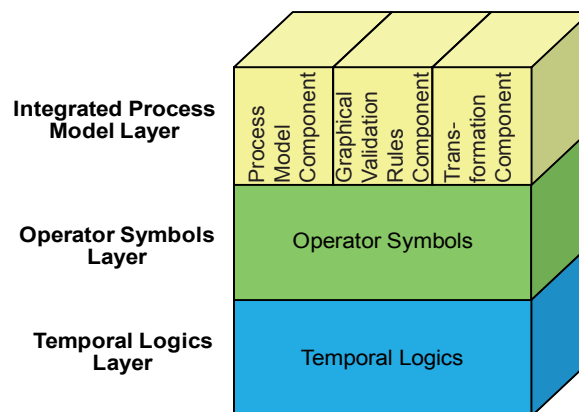 Integrated Process
Model Layer
Process
Model
Component
Graphical
Validation
Rules
Component
Trans-
formation
Component
Operator Symbols
Layer
Operator Symbols
Temporal Logics
Layer
Temporal Logics